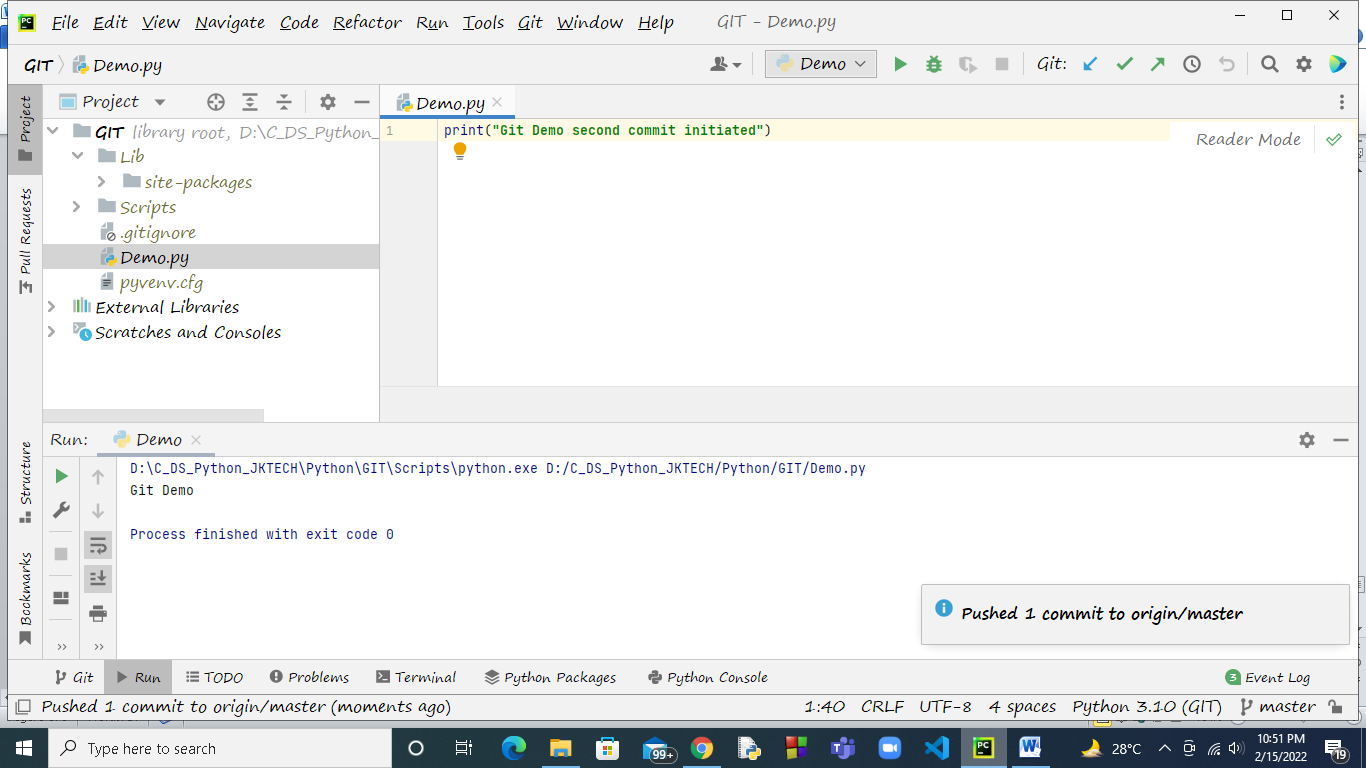 File Edit View Navigate Code Refactor Run Tools Git Window Help GIT - Demo.py
GIT Demo.py Demo Git:
Project Demo.py
GIT library root, D:\C_DS_Python_
1 print("Git Demo second commit initiated")
Reader Mode
Lib
site-packages
Scripts
.gitignore
Demo.py
pyvenv.cfg
External Libraries
Scratches and Consoles
Project
Pull Requests
Structure
Bookmarks
Run: Demo
D:\C_DS_Python_JKTECH\Python\GIT\Scripts\python.exe D:/C_DS_Python_JKTECH/Python/GIT/Demo.py
Git Demo
Process finished with exit code 0
Pushed 1 commit to origin/master
Git Run TODO Problems Terminal Python Packages Python Console 3 Event Log
Pushed 1 commit to origin/master (moments ago) 1:40 CRLF UTF-8 4 spaces Python 3.10 (GIT) master
Type here to search 99+ 28°C 10:51 PM
2/15/2022 19